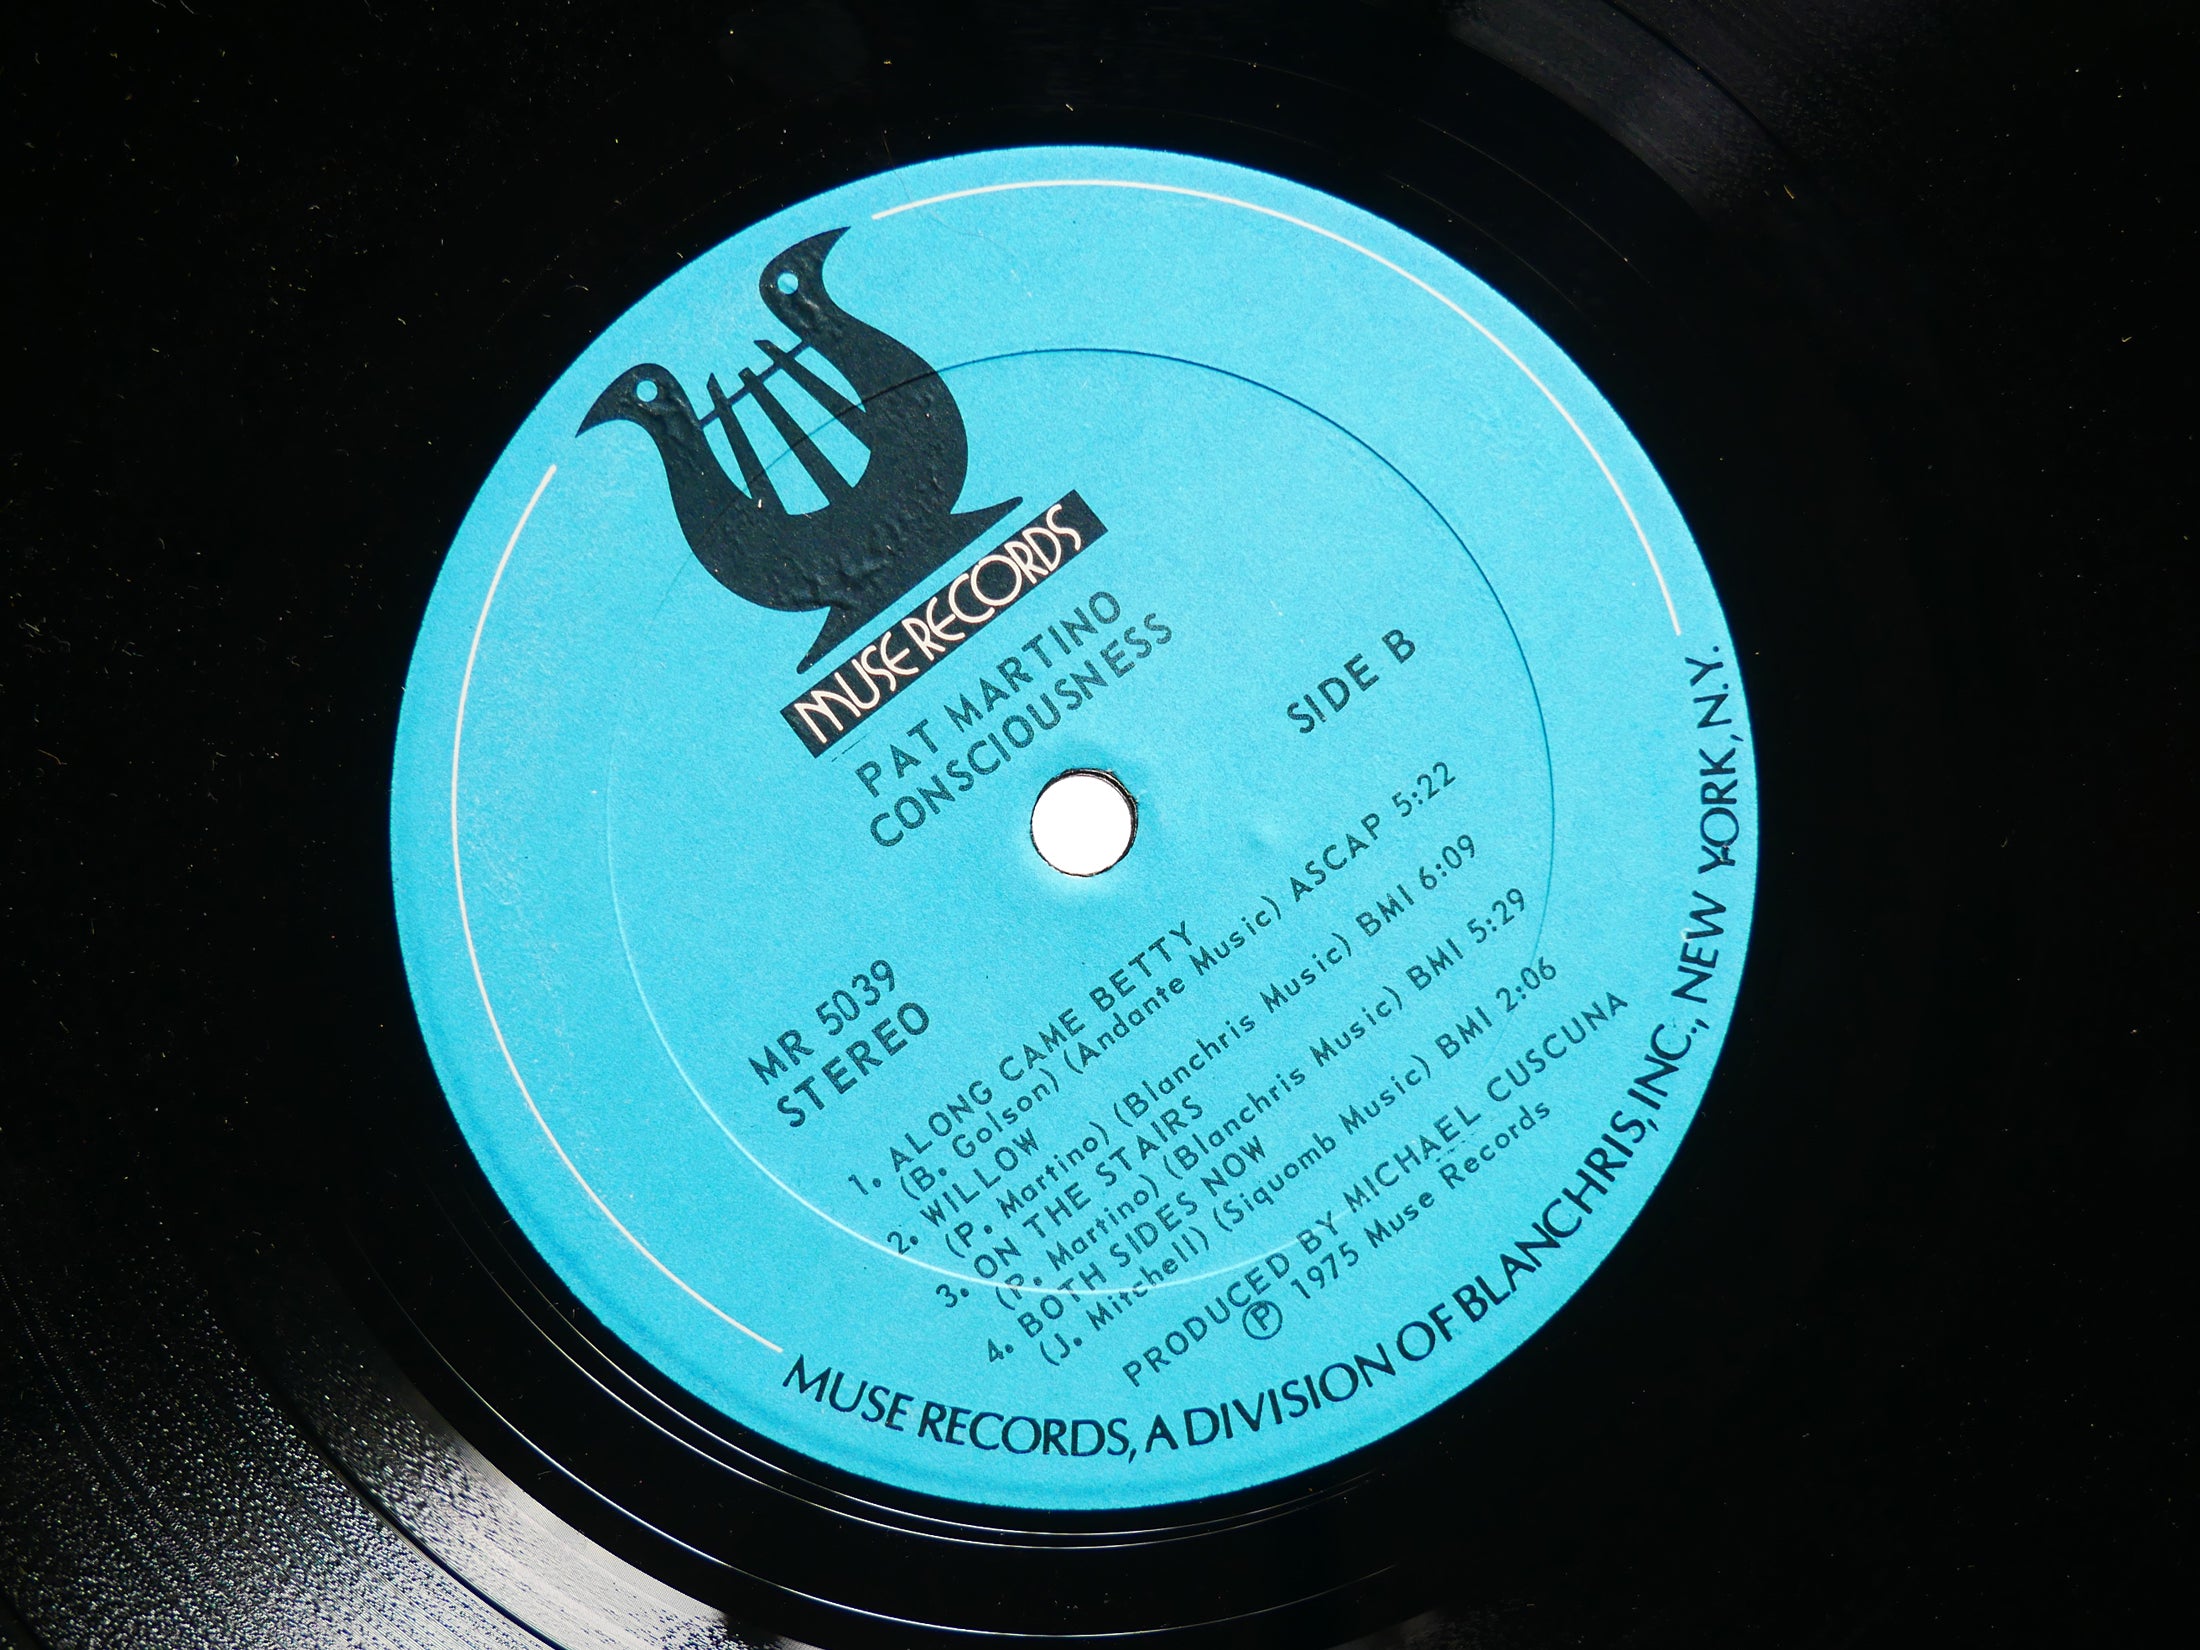 MUSE RECORDS
PAT MARTINO
CONSCIOUSNESS
SIDE B
MR 5039
STEREO
1. ALONG CAME BETTY
(B. Golson) (Andante Music) ASCAP 5:22
2. WILLOW
(P. Martino) (Blanchris Music) BMI 6:09
3. ON THE STAIRS
(P. Martino) (Blanchris Music) BMI 5:29
4. BOTH SIDES NOW
(J. Mitchell) (Siquomb Music) BMI 2:06
PRODUCED BY MICHAEL CUSCUNA
Ⓟ 1975 Muse Records
MUSE RECORDS, A DIVISION OF BLANCHRIS, INC., NEW YORK, N.Y.